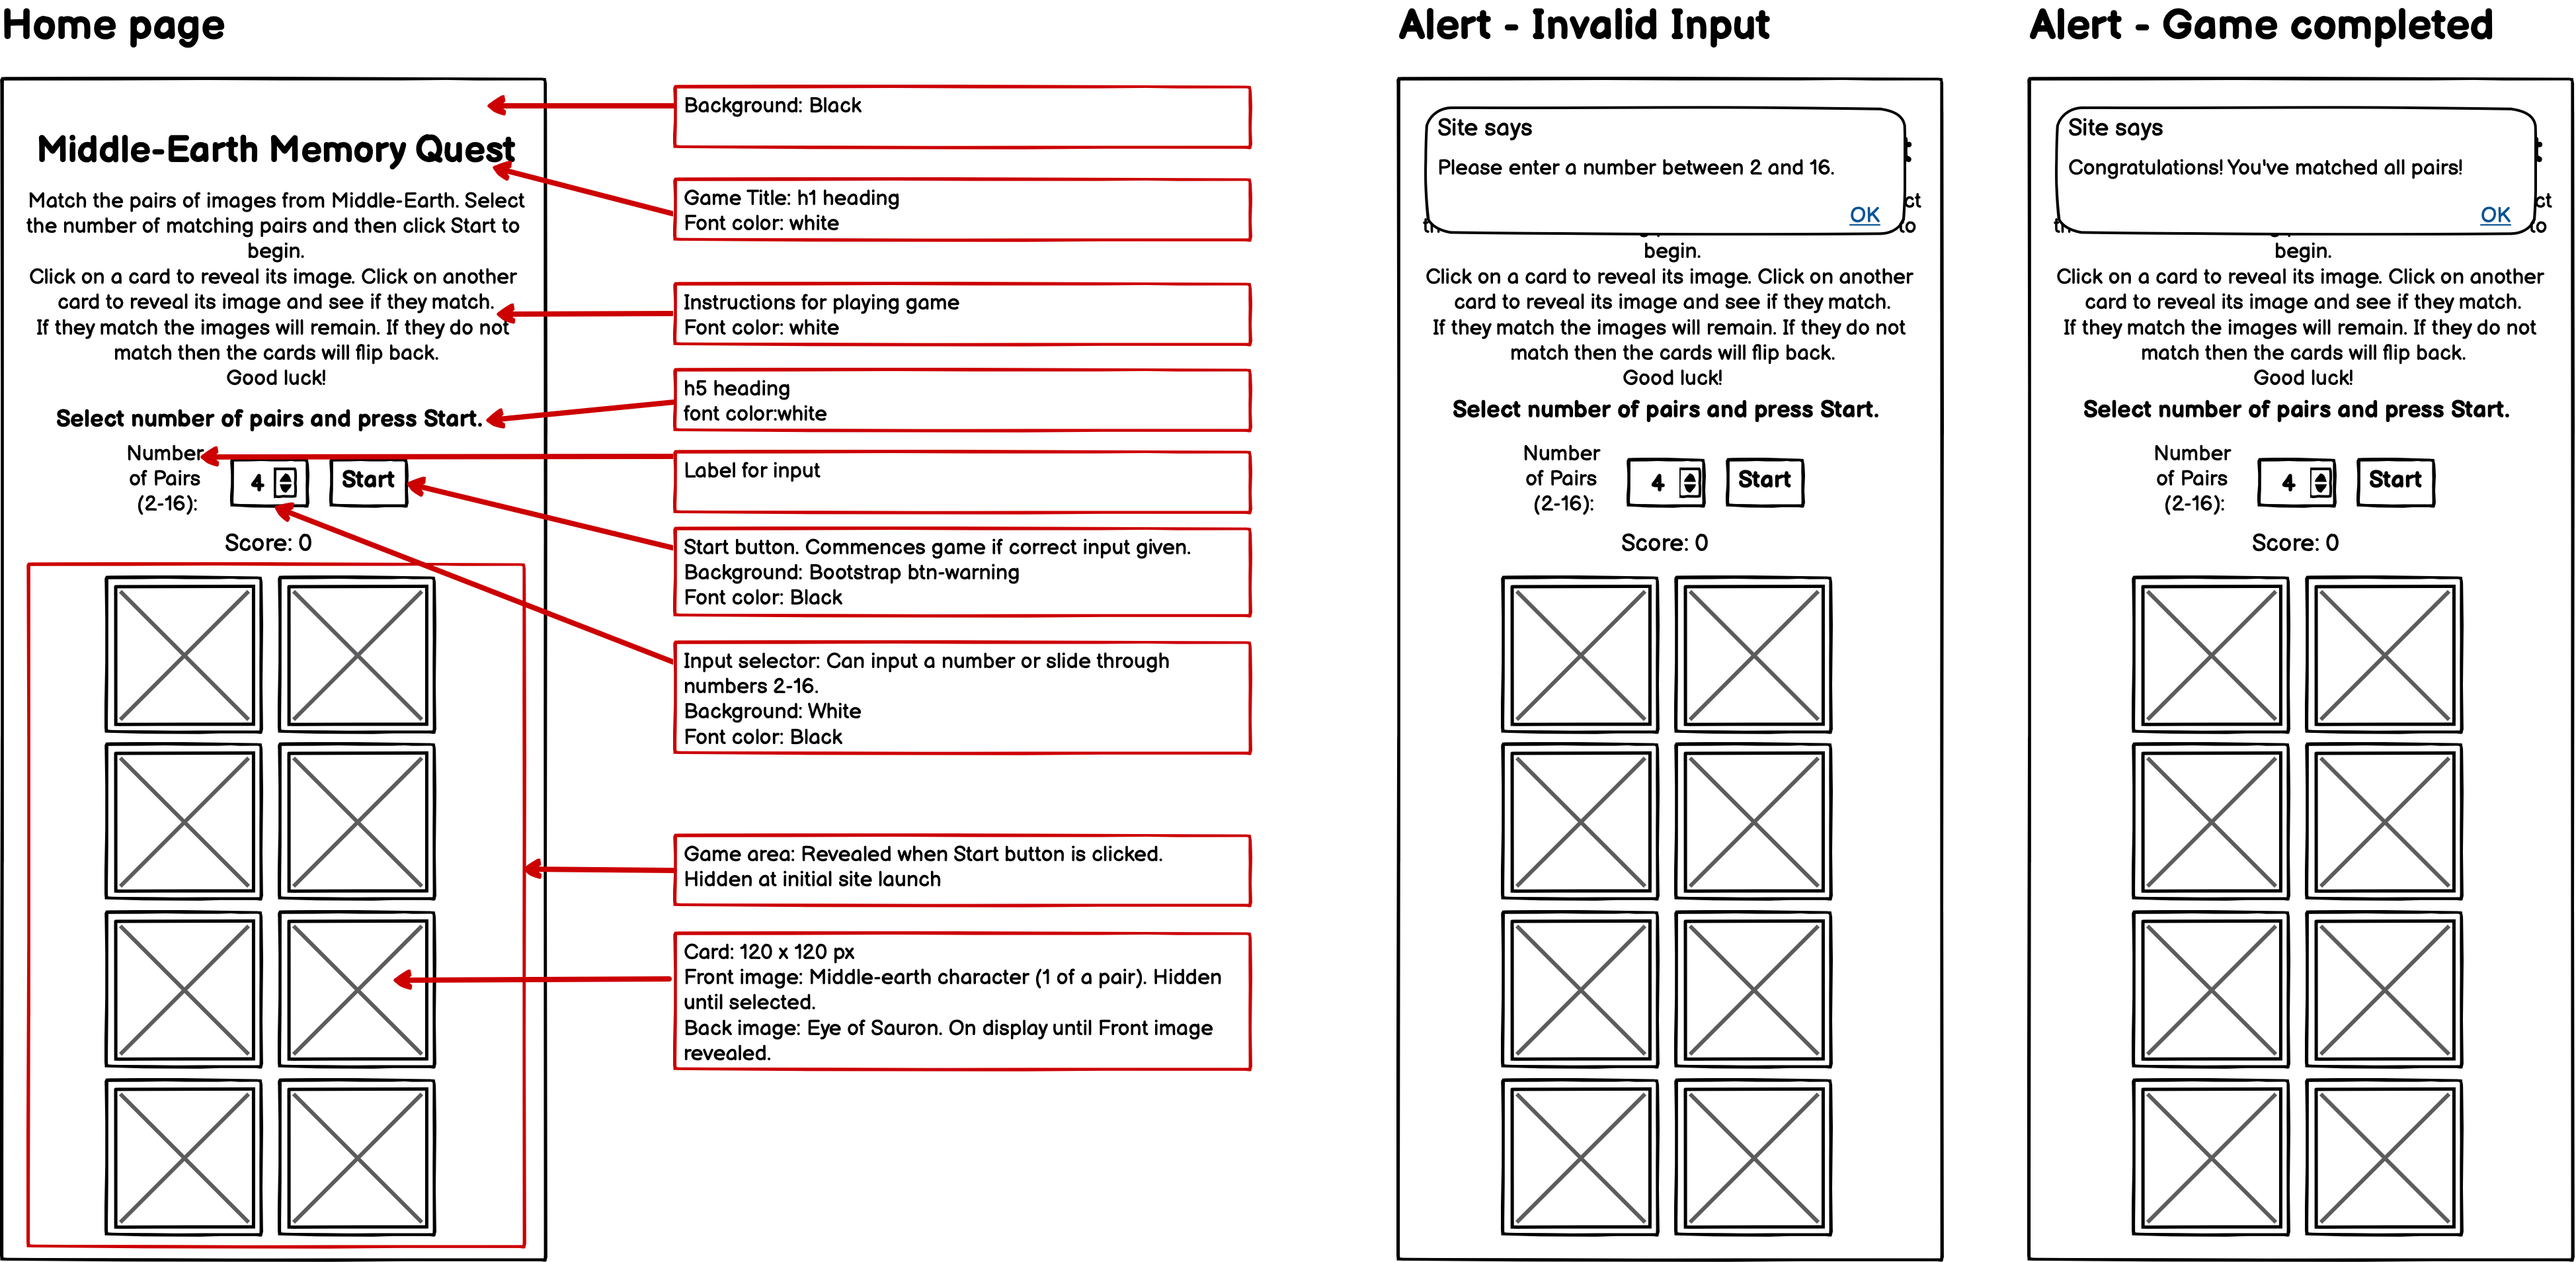 Home page
Middle-Earth Memory Quest
Match the pairs of images from Middle-Earth. Select
the number of matching pairs and then click Start to
begin.
Click on a card to reveal its image. Click on another
card to reveal its image and see if they match.
If they match the images will remain. If they do not
match then the cards will flip back.
Good luck!
Select number of pairs and press Start.
Number
of Pairs
(2-16):
4
Start
Score: 0
Background: Black
Game Title: h1 heading
Font color: white
Instructions for playing game
Font color: white
h5 heading
font color:white
Label for input
Start button. Commences game if correct input given.
Background: Bootstrap btn-warning
Font color: Black
Input selector: Can input a number or slide through
numbers 2-16.
Background: White
Font color: Black
Game area: Revealed when Start button is clicked.
Hidden at initial site launch
Card: 120 x 120 px
Front image: Middle-earth character (1 of a pair). Hidden
until selected.
Back image: Eye of Sauron. On display until Front image
revealed.
Alert - Invalid Input
Site says
Please enter a number between 2 and 16.
OK
begin.
Click on a card to reveal its image. Click on another
card to reveal its image and see if they match.
If they match the images will remain. If they do not
match then the cards will flip back.
Good luck!
Select number of pairs and press Start.
Number
of Pairs
(2-16):
4
Start
Score: 0
Alert - Game completed
Site says
Congratulations! You've matched all pairs!
OK
begin.
Click on a card to reveal its image. Click on another
card to reveal its image and see if they match.
If they match the images will remain. If they do not
match then the cards will flip back.
Good luck!
Select number of pairs and press Start.
Number
of Pairs
(2-16):
4
Start
Score: 0